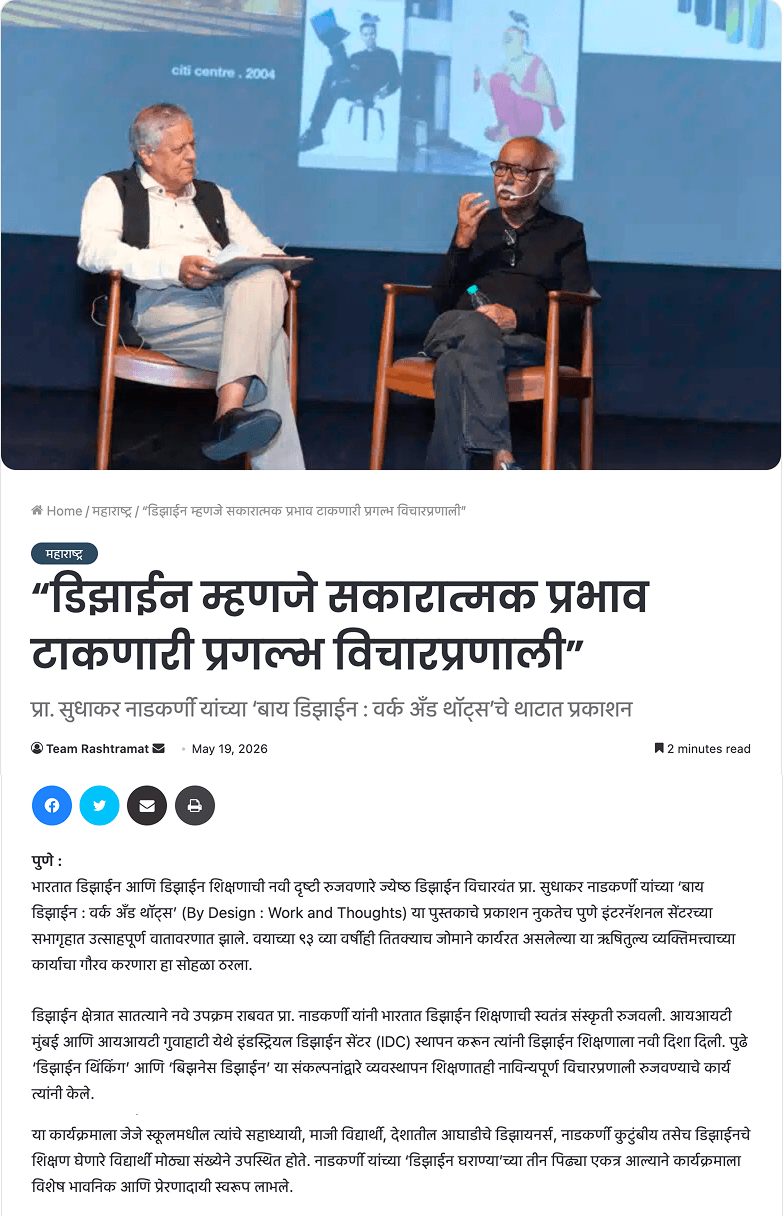 citi centre . 2004
Home / महाराष्ट्र / “डिझाईन म्हणजे सकारात्मक प्रभाव टाकणारी प्रगल्भ विचारप्रणाली”
महाराष्ट्र
“डिझाईन म्हणजे सकारात्मक प्रभाव
टाकणारी प्रगल्भ विचारप्रणाली”
प्रा. सुधाकर नाडकर्णी यांच्या ‘बाय डिझाईन : वर्क अँड थॉट्स’चे थाटात प्रकाशन
Team Rashtramat • May 19, 2026 2 minutes read
पुणे :
भारतात डिझाईन आणि डिझाईन शिक्षणाची नवी दृष्टी रुजवणारे ज्येष्ठ डिझाईन विचारवंत प्रा. सुधाकर नाडकर्णी यांच्या ‘बाय
डिझाईन : वर्क अँड थॉट्स’ (By Design : Work and Thoughts) या पुस्तकाचे प्रकाशन नुकतेच पुणे इंटरनॅशनल सेंटरच्या
सभागृहात उत्साहपूर्ण वातावरणात झाले. वयाच्या ९३ व्या वर्षीही तितक्याच जोमाने कार्यरत असलेल्या या ऋषितुल्य व्यक्तिमत्त्वाच्या
कार्याचा गौरव करणारा हा सोहळा ठरला.
डिझाईन क्षेत्रात सातत्याने नवे उपक्रम राबवत प्रा. नाडकर्णी यांनी भारतात डिझाईन शिक्षणाची स्वतंत्र संस्कृती रुजवली. आयआयटी
मुंबई आणि आयआयटी गुवाहाटी येथे इंडस्ट्रियल डिझाईन सेंटर (IDC) स्थापन करून त्यांनी डिझाईन शिक्षणाला नवी दिशा दिली. पुढे
‘डिझाईन थिंकिंग’ आणि ‘बिझनेस डिझाईन’ या संकल्पनांद्वारे व्यवस्थापन शिक्षणातही नाविन्यपूर्ण विचारप्रणाली रुजवण्याचे कार्य
त्यांनी केले.
या कार्यक्रमाला जेजे स्कूलमधील त्यांचे सहाध्यायी, माजी विद्यार्थी, देशातील आघाडीचे डिझायनर्स, नाडकर्णी कुटुंबीय तसेच डिझाईनचे
शिक्षण घेणारे विद्यार्थी मोठ्या संख्येने उपस्थित होते. नाडकर्णी यांच्या ‘डिझाईन घराण्या’च्या तीन पिढ्या एकत्र आल्याने कार्यक्रमाला
विशेष भावनिक आणि प्रेरणादायी स्वरूप लाभले.